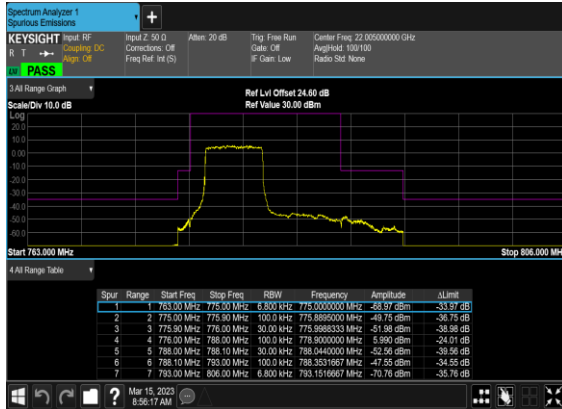 Spectrum Analyzer 1
Spurious Emissions
+
KEYSIGHT Input: RF Input Z: 50 Ω Atten: 20 dB Trig: Free Run Center Freq: 22.005000000 GHz
R T Coupling: DC Corrections: Off Gate: Off Avg|Hold: 100/100
Align: Off Freq Ref: Int (S) IF Gain: Low Radio Std: None
LU PASS
3 All Range Graph
Ref Lvl Offset 24.60 dB
Scale/Div 10.0 dB Ref Value 30.00 dBm
Log
20.0
10.0
0.00
-10.0
-20.0
-30.0
-40.0
-50.0
-60.0
Start 763.000 MHz Stop 806.000 MHz
4 All Range Table
Spur Range Start Freq Stop Freq RBW Frequency Amplitude ΔLimit
1 1 763.00 MHz 775.00 MHz 6.800 kHz 775.0000000 MHz -68.97 dBm -33.97 dB
2 2 775.00 MHz 775.90 MHz 100.0 kHz 775.8895000 MHz -49.75 dBm -36.75 dB
3 3 775.90 MHz 776.00 MHz 30.00 kHz 775.9988333 MHz -51.98 dBm -38.98 dB
4 4 776.00 MHz 788.00 MHz 100.0 kHz 778.9000000 MHz 5.990 dBm -24.01 dB
5 5 788.00 MHz 788.10 MHz 30.00 kHz 788.0440000 MHz -52.56 dBm -39.56 dB
6 6 788.10 MHz 793.00 MHz 100.0 kHz 788.3531667 MHz -47.55 dBm -34.55 dB
7 7 793.00 MHz 806.00 MHz 6.800 kHz 793.1516667 MHz -70.76 dBm -35.76 dB
? Mar 15, 2023
8:56:17 AM